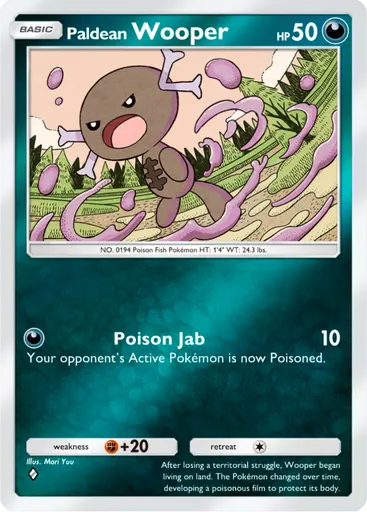 BASIC Paldean Wooper HP 50
NO. 0194 Poison Fish Pokémon HT: 1'4" WT: 24.3 lbs.
Poison Jab 10
Your opponent's Active Pokémon is now Poisoned.
weakness +20 retreat
Illus. Mori Yuu
After losing a territorial struggle, Wooper began
living on land. The Pokémon changed over time,
developing a poisonous film to protect its body.